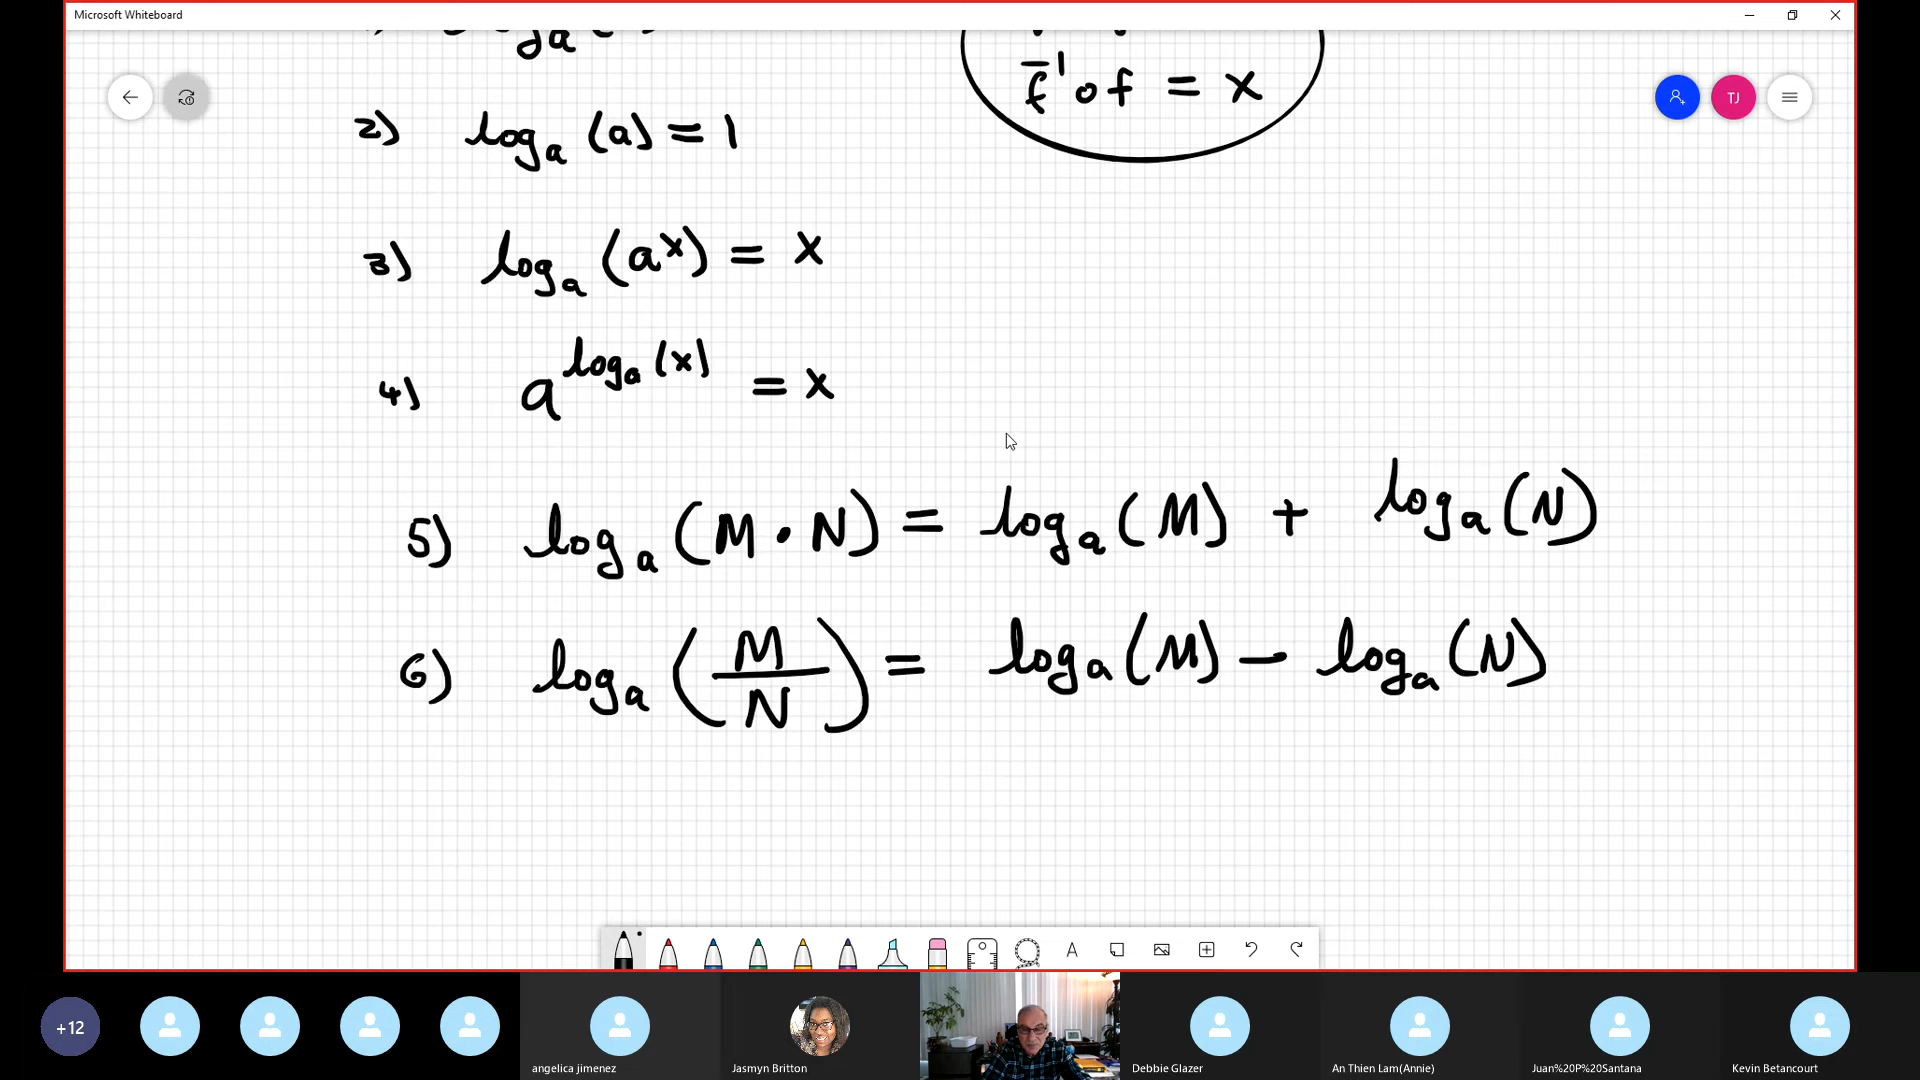 Microsoft Whiteboard
f⁻¹ o f = x
TJ
2) logₐ (a) = 1
3) logₐ (aˣ) = x
4) a^logₐ(x) = x
5) logₐ (M · N) = logₐ (M) + logₐ (N)
6) logₐ (M/N) = logₐ (M) − logₐ (N)
A
+12
angelica jimenez
Jasmyn Britton
Debbie Glazer
An Thien Lam(Annie)
Juan%20P%20Santana
Kevin Betancourt